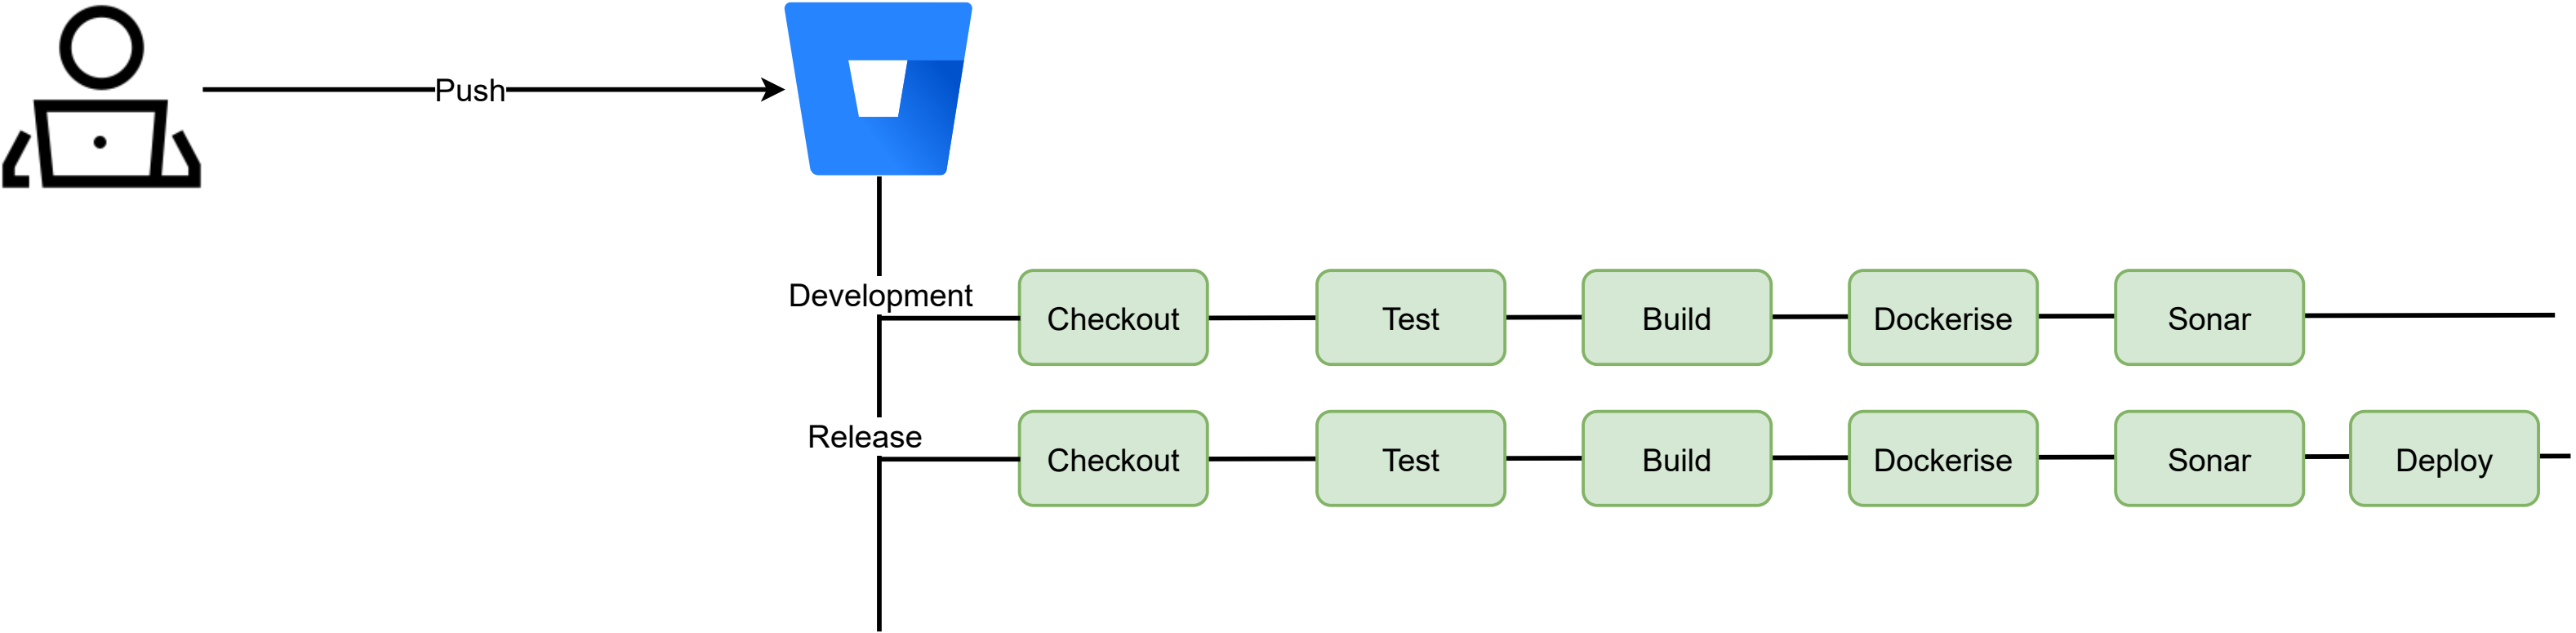 Push
Development
Checkout
Test
Build
Dockerise
Sonar
Release
Checkout
Test
Build
Dockerise
Sonar
Deploy